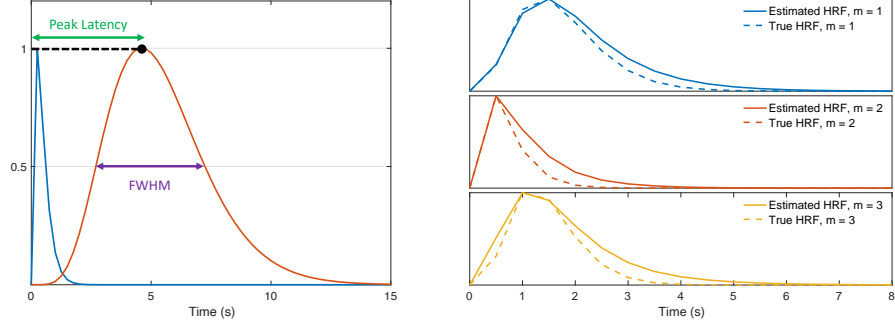 Peak Latency
1
0.5
FWHM
0
5
10
15
Time (s)
Estimated HRF, m = 1
True HRF, m = 1
Estimated HRF, m = 2
True HRF, m = 2
Estimated HRF, m = 3
True HRF, m = 3
0
1
2
3
4
5
6
7
8
Time (s)